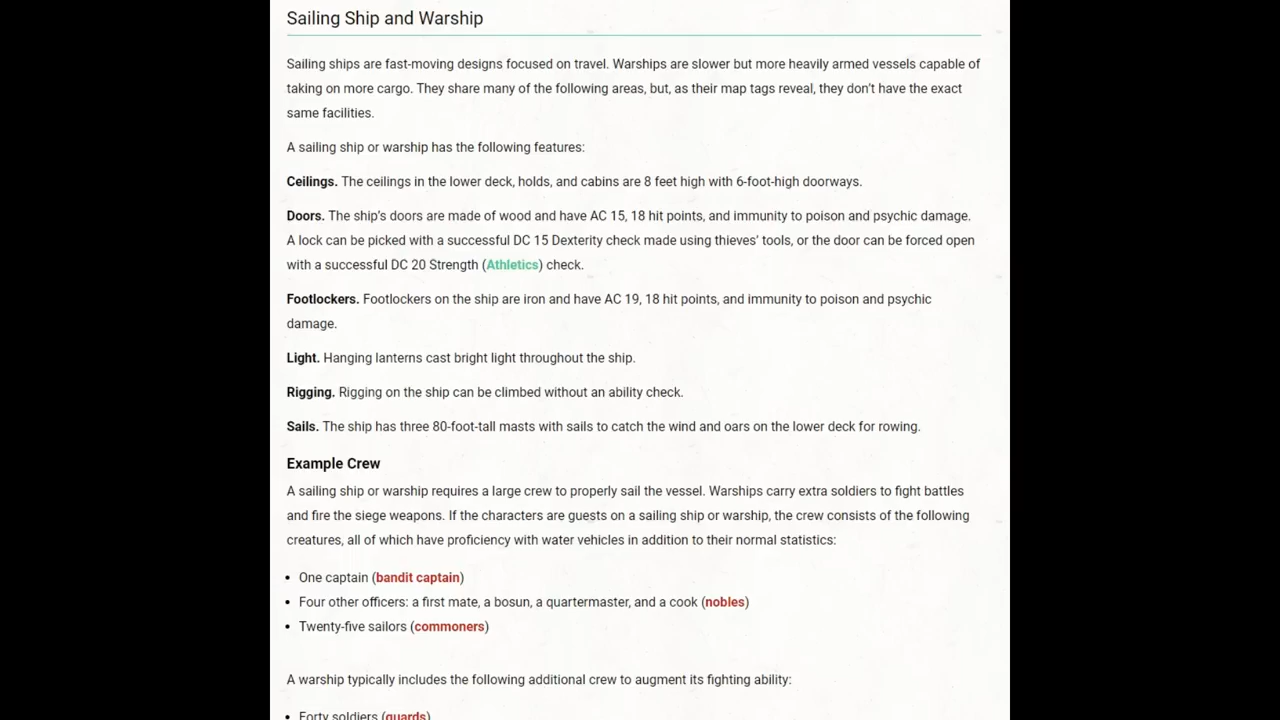 Sailing Ship and Warship
Sailing ships are fast-moving designs focused on travel. Warships are slower but more heavily armed vessels capable of
taking on more cargo. They share many of the following areas, but, as their map tags reveal, they don't have the exact
same facilities.
A sailing ship or warship has the following features:
Ceilings. The ceilings in the lower deck, holds, and cabins are 8 feet high with 6-foot-high doorways.
Doors. The ship's doors are made of wood and have AC 15, 18 hit points, and immunity to poison and psychic damage.
A lock can be picked with a successful DC 15 Dexterity check made using thieves' tools, or the door can be forced open
with a successful DC 20 Strength (Athletics) check.
Footlockers. Footlockers on the ship are iron and have AC 19, 18 hit points, and immunity to poison and psychic
damage.
Light. Hanging lanterns cast bright light throughout the ship.
Rigging. Rigging on the ship can be climbed without an ability check.
Sails. The ship has three 80-foot-tall masts with sails to catch the wind and oars on the lower deck for rowing.
Example Crew
A sailing ship or warship requires a large crew to properly sail the vessel. Warships carry extra soldiers to fight battles
and fire the siege weapons. If the characters are guests on a sailing ship or warship, the crew consists of the following
creatures, all of which have proficiency with water vehicles in addition to their normal statistics:
• One captain (bandit captain)
• Four other officers: a first mate, a bosun, a quartermaster, and a cook (nobles)
• Twenty-five sailors (commoners)
A warship typically includes the following additional crew to augment its fighting ability:
• Forty soldiers (guards)